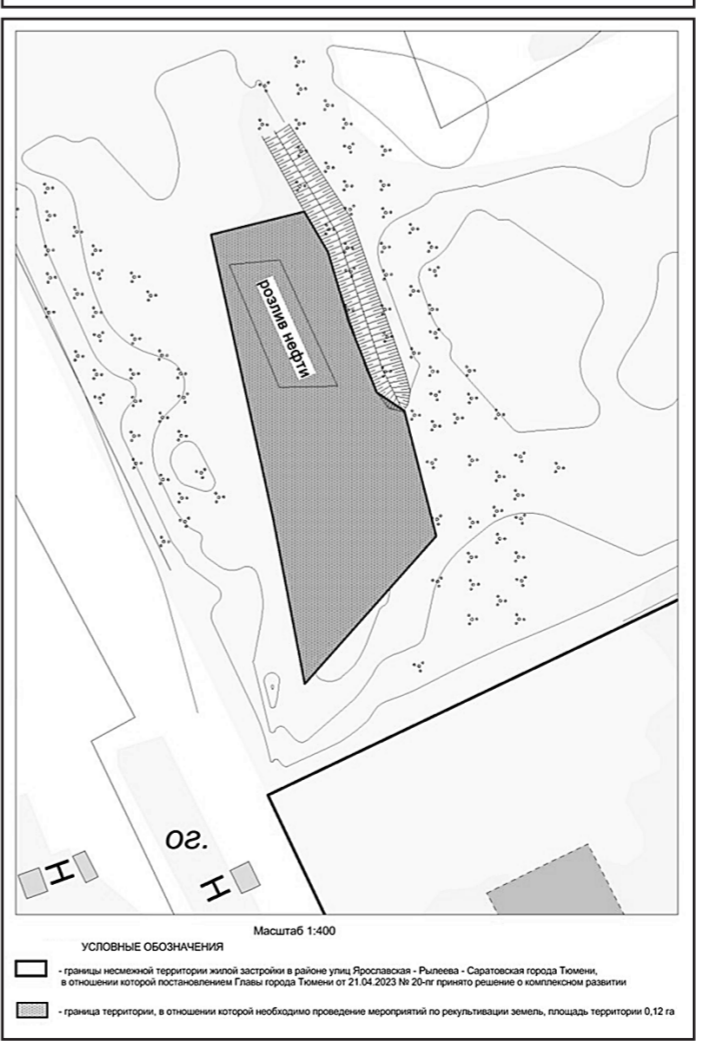 розлив нефти
ог.
Н
Н
Масштаб 1:400
УСЛОВНЫЕ ОБОЗНАЧЕНИЯ
- границы несмежной территории жилой застройки в районе улиц Ярославская - Рылеева - Саратовская города Тюмени,
в отношении которой постановлением Главы города Тюмени от 21.04.2023 № 20-пг принято решение о комплексном развитии
- граница территории, в отношении которой необходимо проведение мероприятий по рекультивации земель, площадь территории 0,12 га